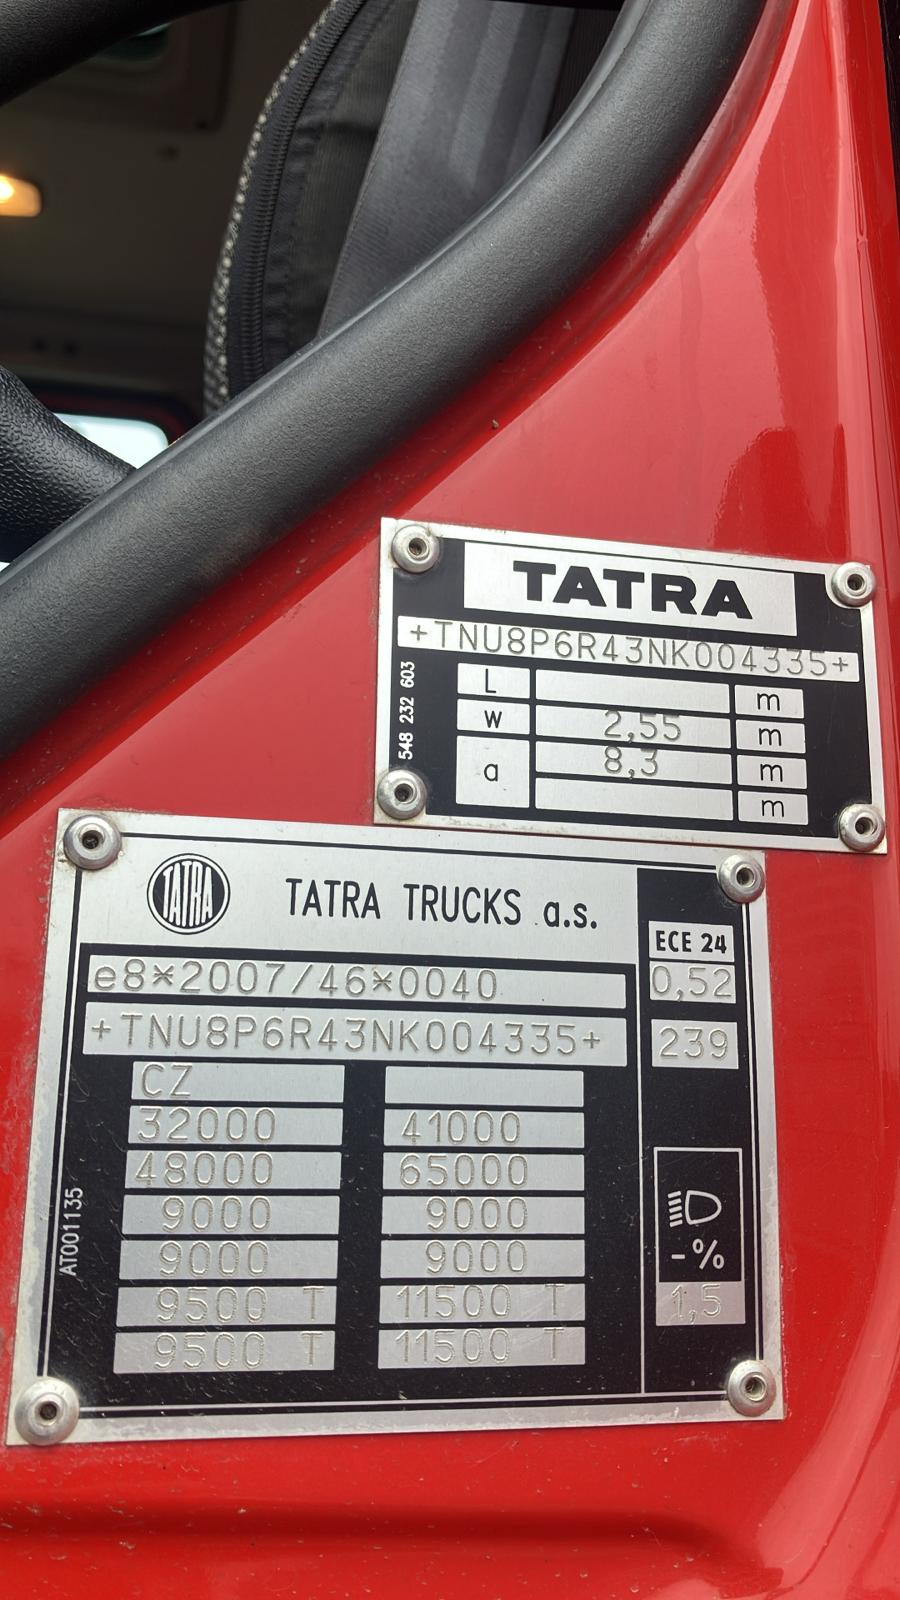 TATRA
+TNU8P6R43NK004335+
L m
w 2,55 m
a 8,3 m
m
548 232 603
TATRA TATRA TRUCKS a.s.
ECE 24
e8*2007/46*0040 0,52
+TNU8P6R43NK004335+ 239
CZ
32000 41000
48000 65000
9000 9000
9000 9000
9500 T 11500 T
9500 T 11500 T
-%
1,5
AT001135